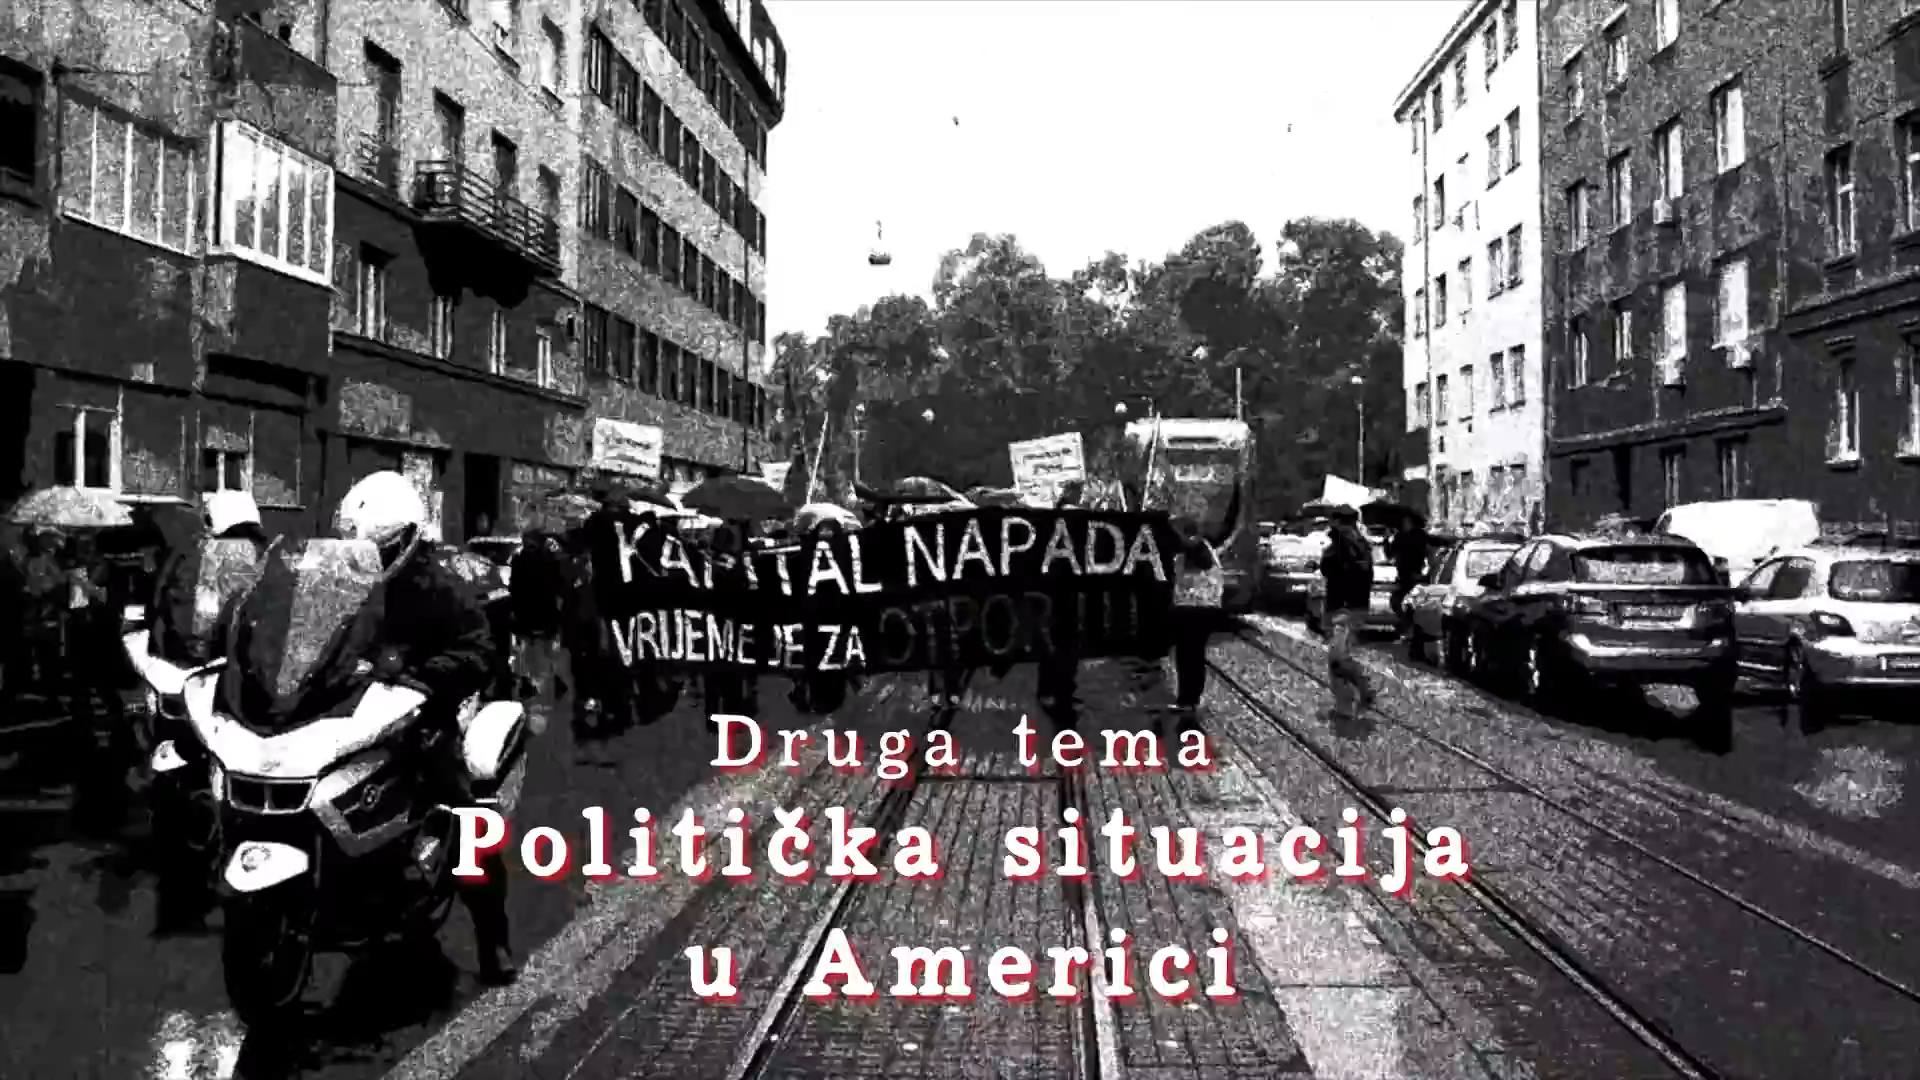 KAPITAL NAPADA
VRIJEME JE ZA OTPOR!!!
Druga tema
Politička situacija
u Americi